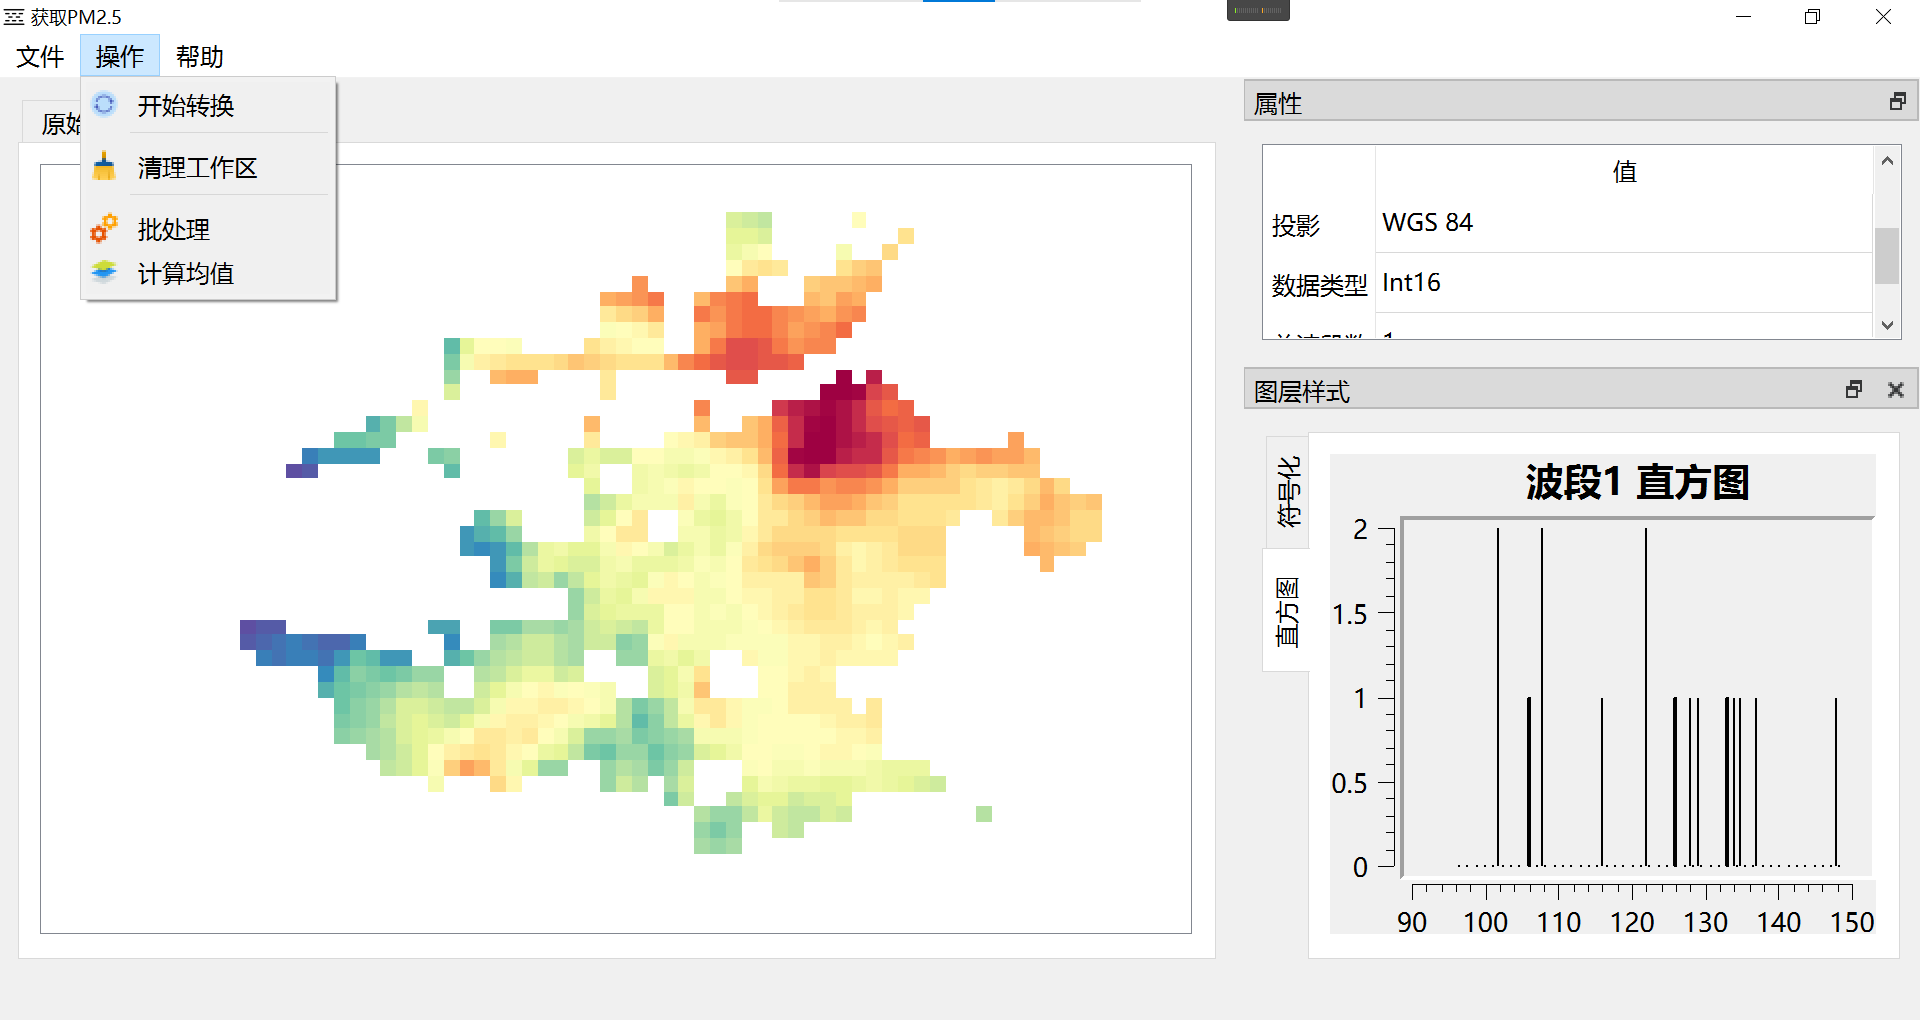 获取PM2.5
文件 操作 帮助
开始转换
清理工作区
批处理
计算均值
原始
属性
值
投影 WGS 84
数据类型 Int16
图层样式
符号化
直方图
波段1 直方图
2
1.5
1
0.5
0
90 100 110 120 130 140 150